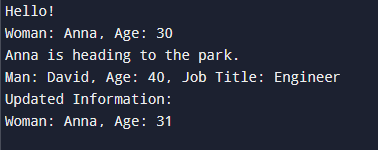 Hello!
Woman: Anna, Age: 30
Anna is heading to the park.
Man: David, Age: 40, Job Title: Engineer
Updated Information:
Woman: Anna, Age: 31